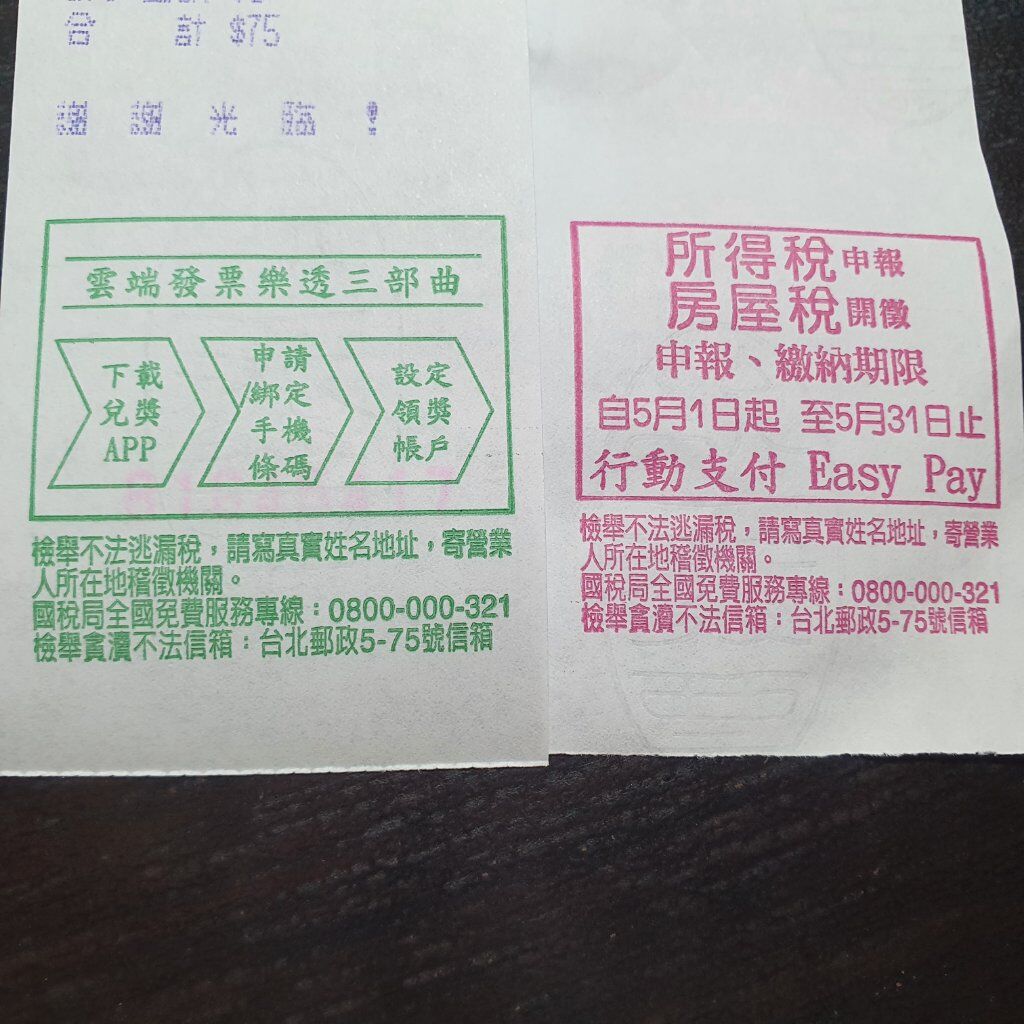 合 計 $75
謝 謝 光 臨 !
雲端發票樂透三部曲
下載
兌獎
APP
申請
/綁定
手機
條碼
設定
領獎
帳戶
檢舉不法逃漏稅，請寫真實姓名地址，寄營業
人所在地稽徵機關。
國稅局全國免費服務專線：0800-000-321
檢舉貪瀆不法信箱：台北郵政5-75號信箱
所得稅申報
房屋稅開徵
申報、繳納期限
自5月1日起 至5月31日止
行動支付 Easy Pay
檢舉不法逃漏稅，請寫真實姓名地址，寄營業
人所在地稽徵機關。
國稅局全國免費服務專線：0800-000-321
檢舉貪瀆不法信箱：台北郵政5-75號信箱